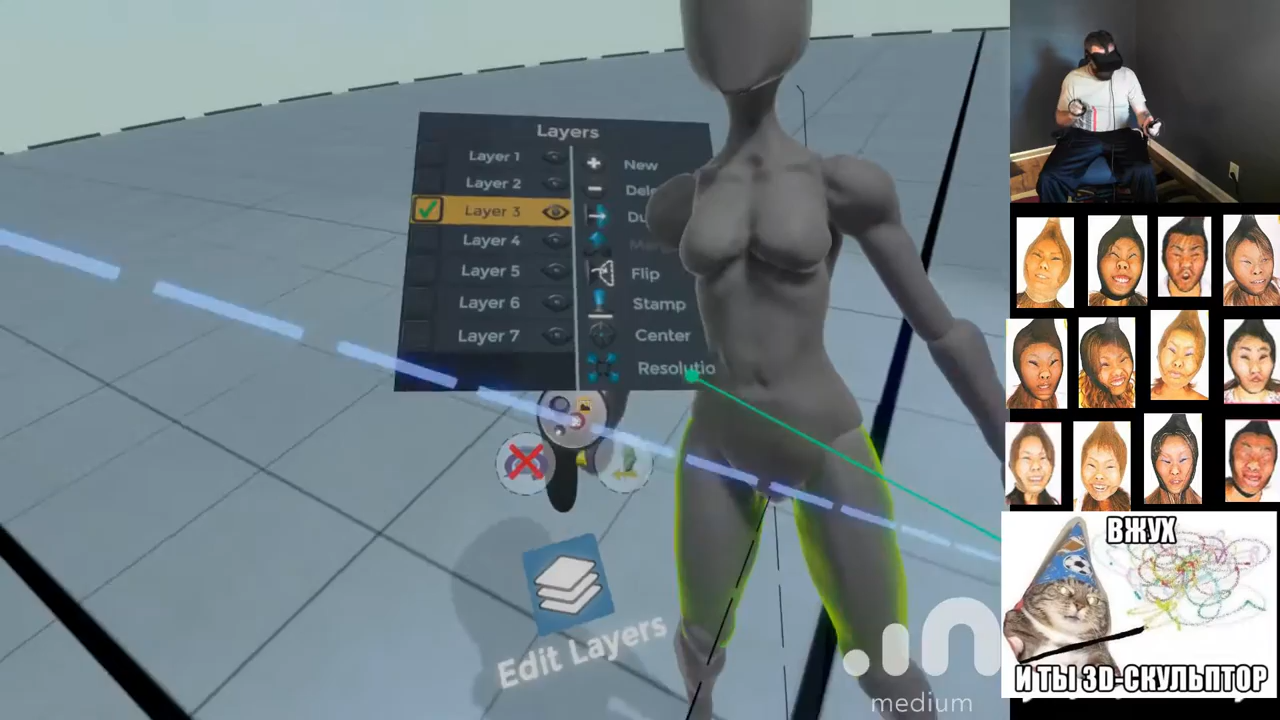 Layers
Layer 1
Layer 2
Layer 3
Layer 4
Layer 5
Layer 6
Layer 7
New
Flip
Stamp
Center
Edit Layers
medium
ВЖУХ
И ТЫ 3D-СКУЛЬПТОР